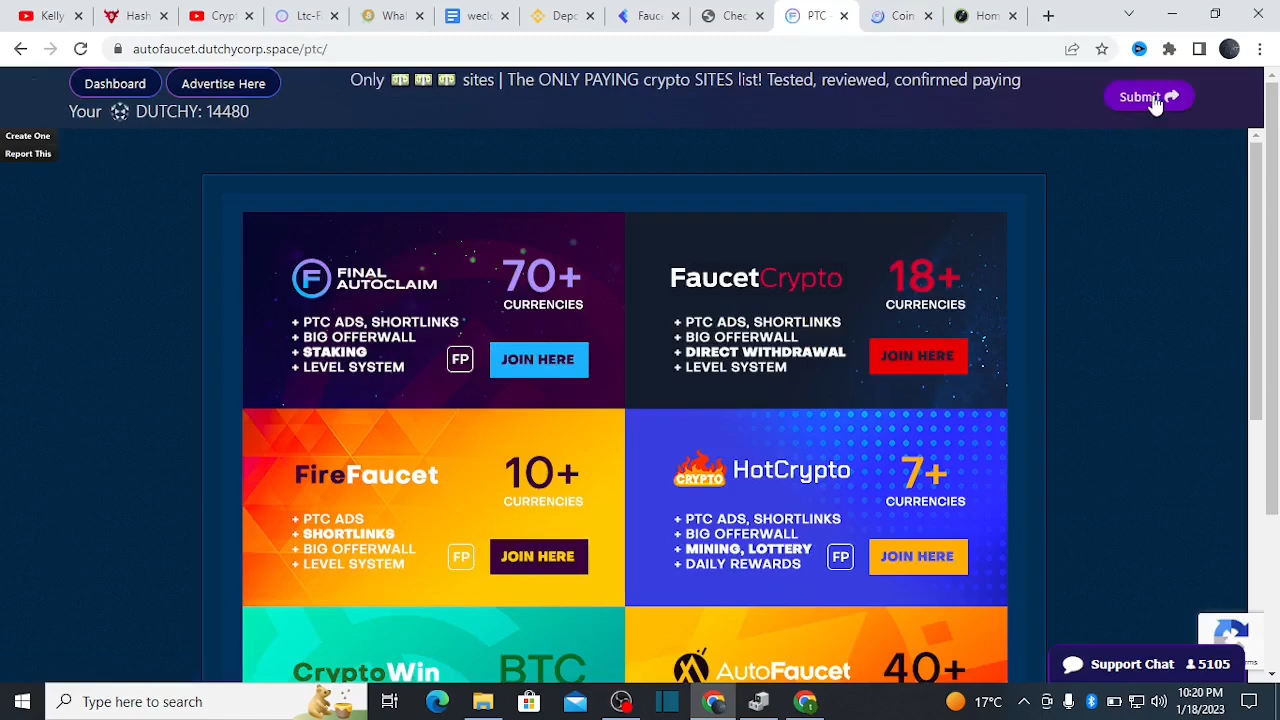 Kelly
Hash
Crypt
Ltc-F
What
welc
Depo
Fauc
Chec
PTC -
Coin
Hom
autofaucet.dutchycorp.space/ptc/
Dashboard
Advertise Here
Only sites | The ONLY PAYING crypto SITES list! Tested, reviewed, confirmed paying
Submit
Your DUTCHY: 14480
Create One
Report This
F FINAL AUTOCLAIM
70+
CURRENCIES
+ PTC ADS, SHORTLINKS
+ BIG OFFERWALL
+ STAKING
+ LEVEL SYSTEM
FP
JOIN HERE
FaucetCrypto
18+
CURRENCIES
+ PTC ADS, SHORTLINKS
+ BIG OFFERWALL
+ DIRECT WITHDRAWAL
+ LEVEL SYSTEM
JOIN HERE
FireFaucet
10+
CURRENCIES
+ PTC ADS
+ SHORTLINKS
+ BIG OFFERWALL
+ LEVEL SYSTEM
FP
JOIN HERE
CRYPTO HotCrypto
7+
CURRENCIES
+ PTC ADS, SHORTLINKS
+ BIG OFFERWALL
+ MINING, LOTTERY
+ DAILY REWARDS
FP
JOIN HERE
CryptoWin
BTC
AutoFaucet
40+
Support Chat 5105
Type here to search
17°C
10:20 PM
1/18/2023